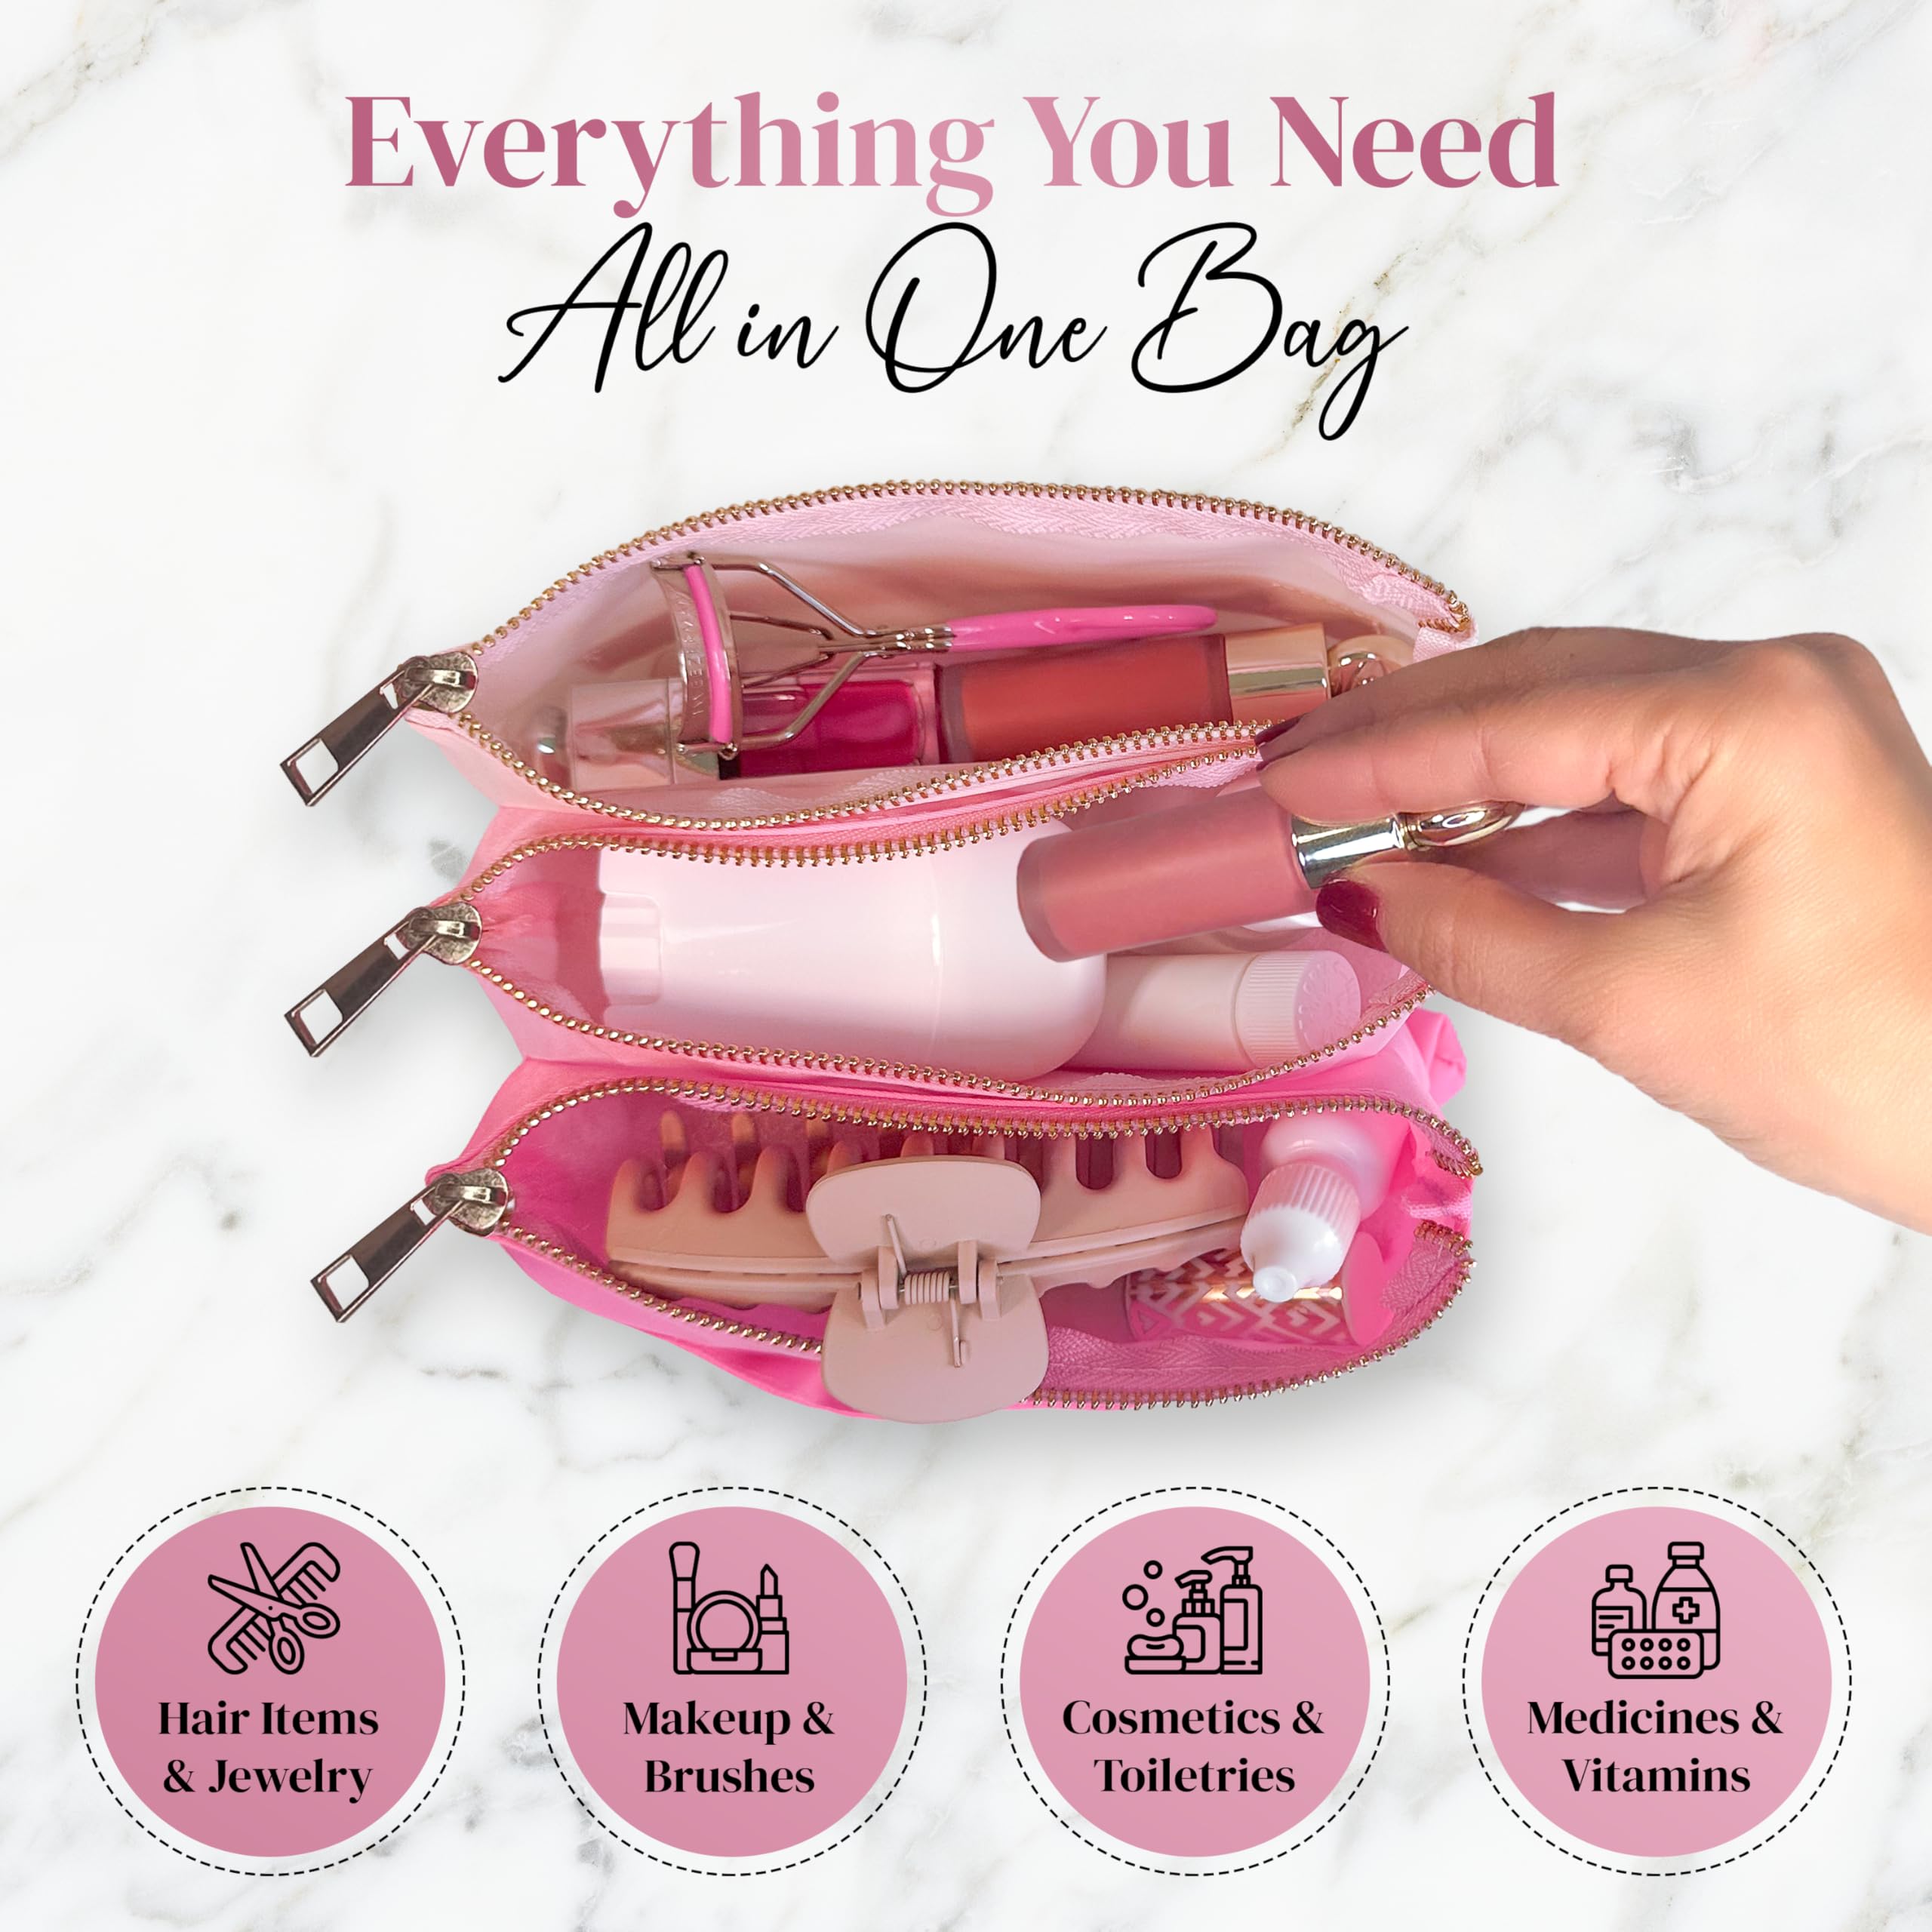 Everything You Need
All in One Bag
Hair Items
& Jewelry
Makeup &
Brushes
Cosmetics &
Toiletries
Medicines &
Vitamins